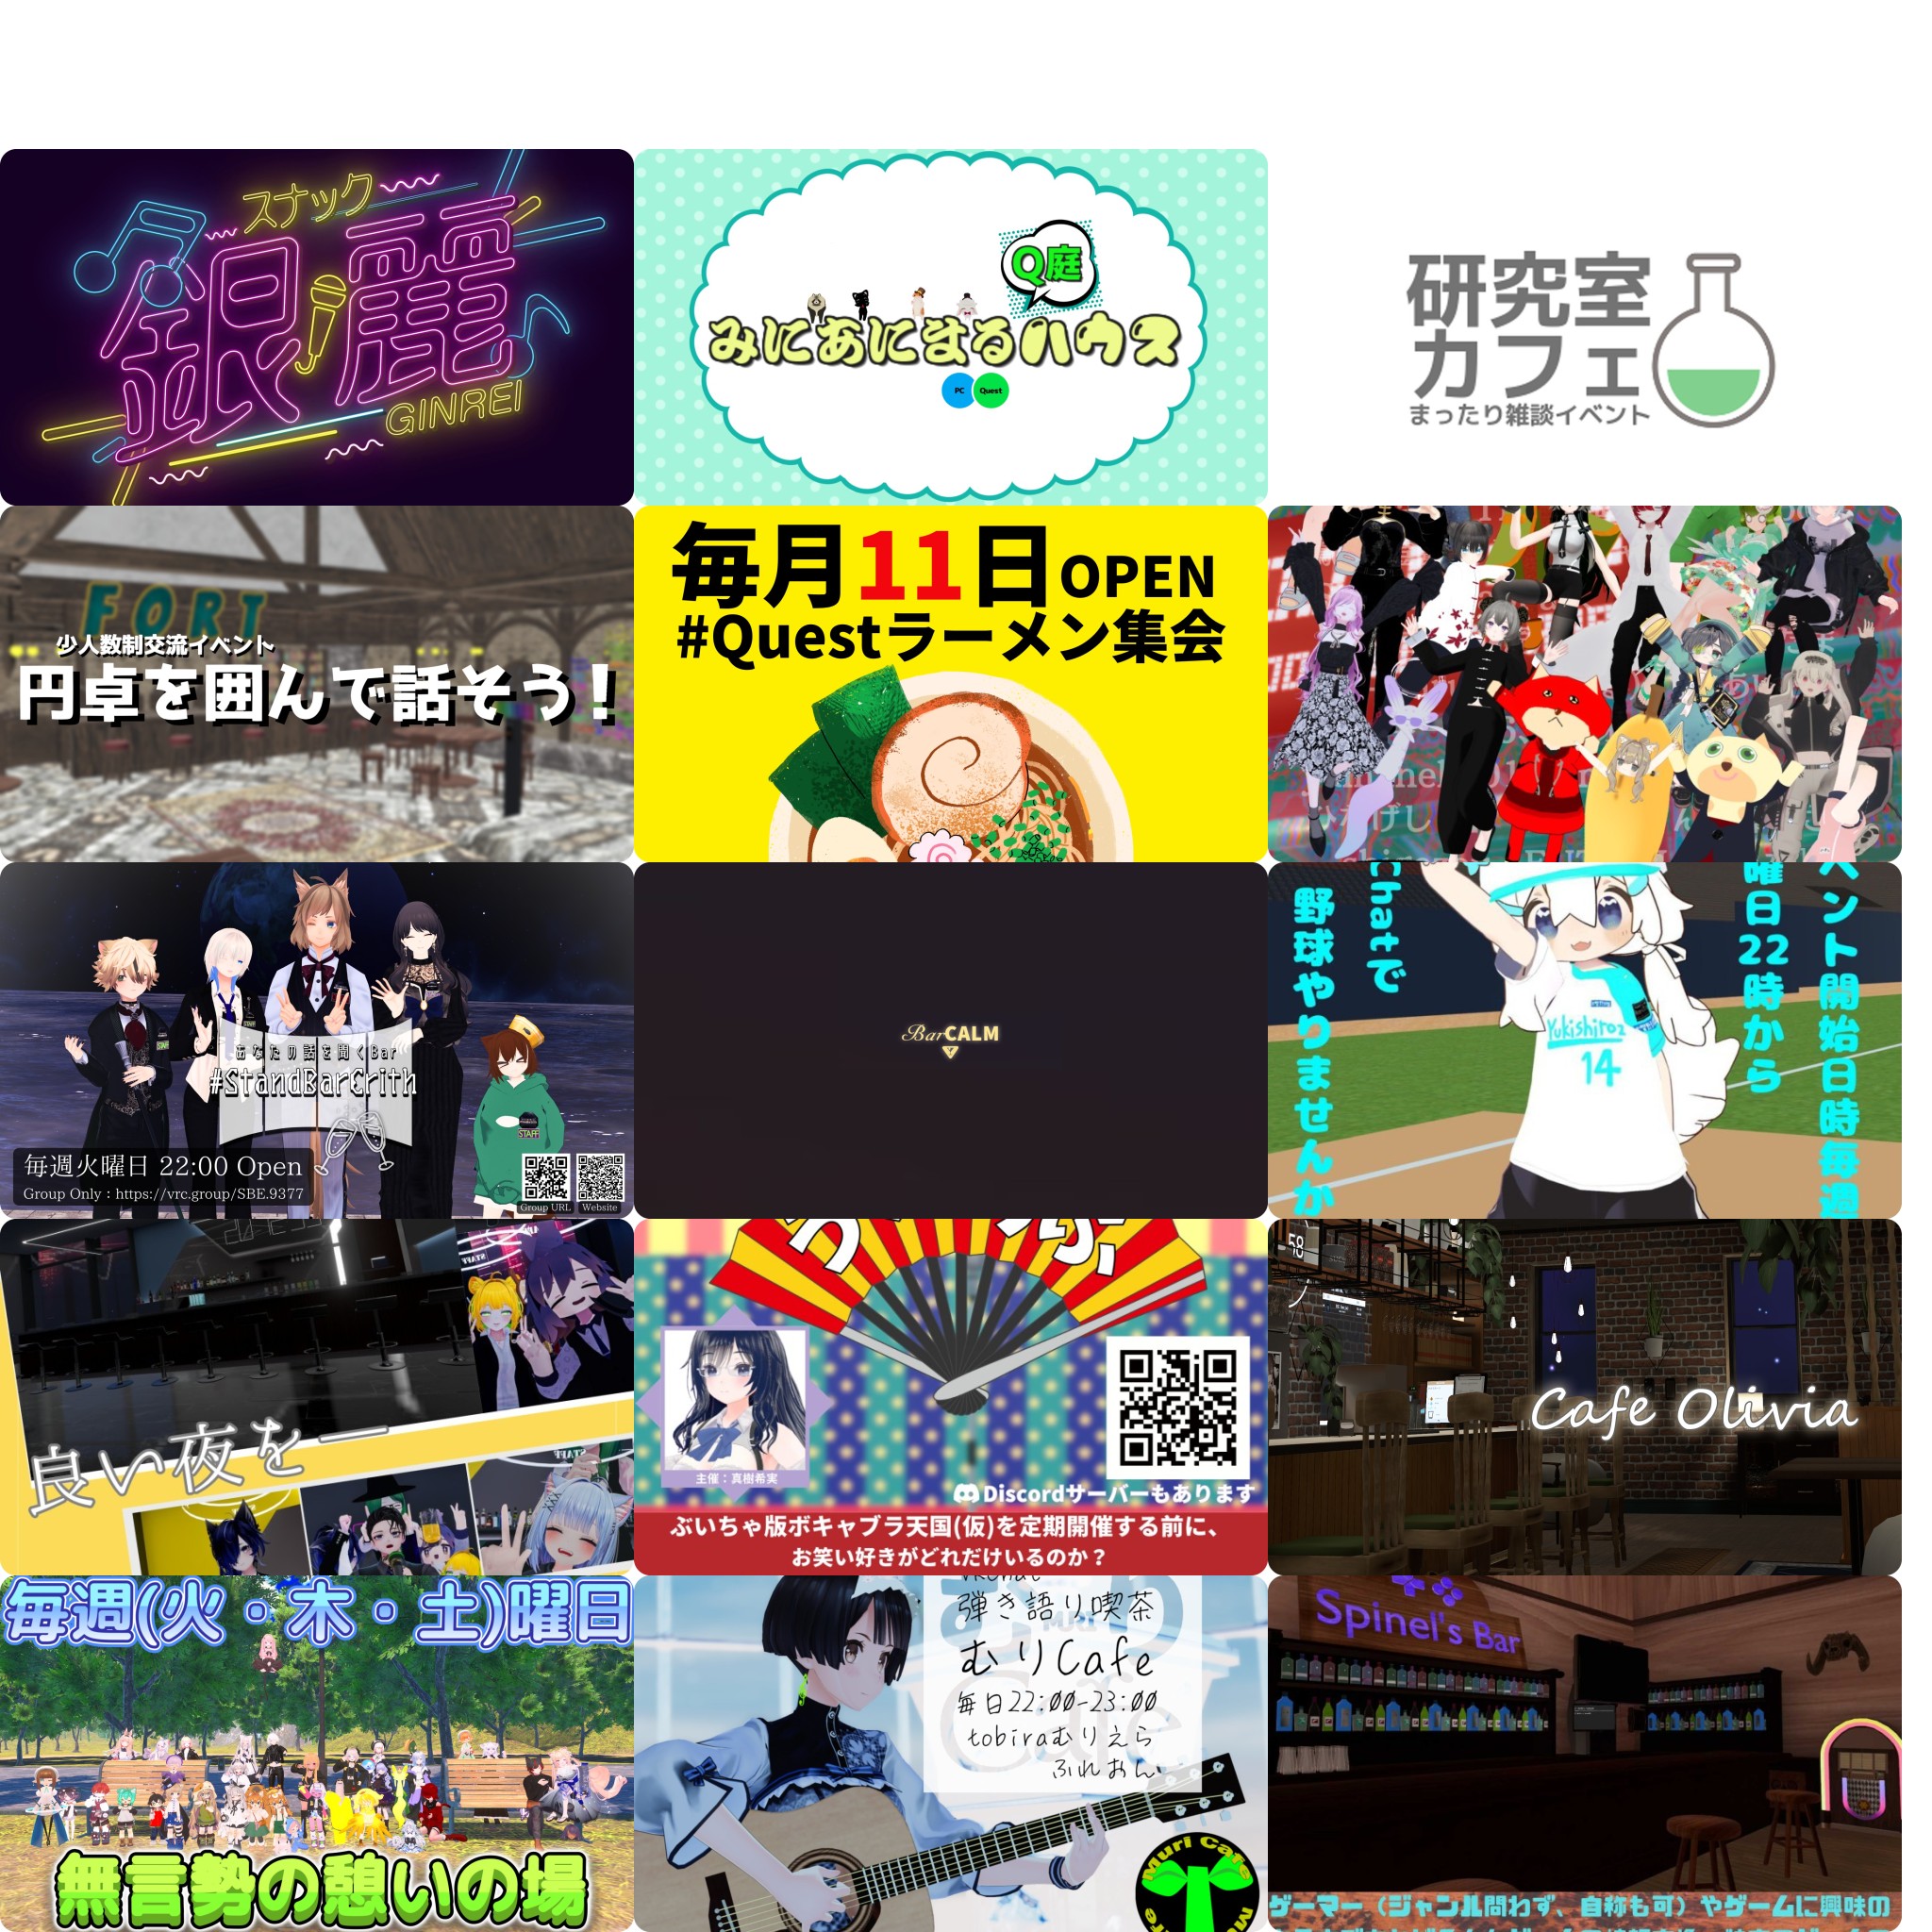 スナック
銀麗
GINREI
Q庭
みにあにまるハウス
PC
Quest
研究室
カフェ
まったり雑談イベント
FORT
少人数制交流イベント
円卓を囲んで話そう!
毎月11日OPEN
#Questラーメン集会
あなたの話を聞くBar
#StandBarCrith
STAFF
毎週火曜日 22:00 Open
Group Only : https://vrc.group/SBE.9377
Group URL
Website
BarCALM
ント開始日時毎週
曜日22時から
Chatで
野球やりませんか
Yukishiroz
14
良い夜を―
主催:真樹希実
Discordサーバーもあります
ぶいちゃ版ボキャブラ天国(仮)を定期開催する前に、
お笑い好きがどれだけいるのか?
58
Cafe Olivia
毎週(火・木・土)曜日
無言勢の憩いの場
弾き語り喫茶
むりCafe
毎日22:00-23:00
tobiraむりえら
ふれおん
Muri Cafe
Spinel's Bar
ゲーマー(ジャンル問わず、自称も可)やゲームに興味の